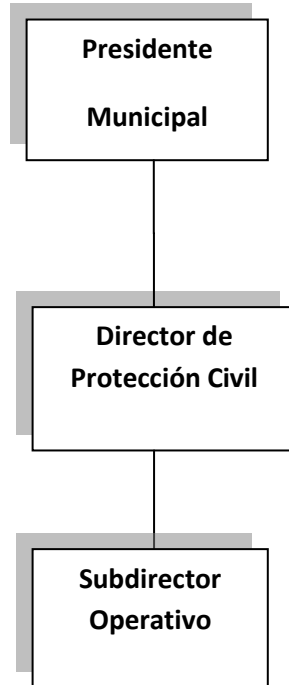 Presidente
Municipal
Director de
Protección Civil
Subdirector
Operativo